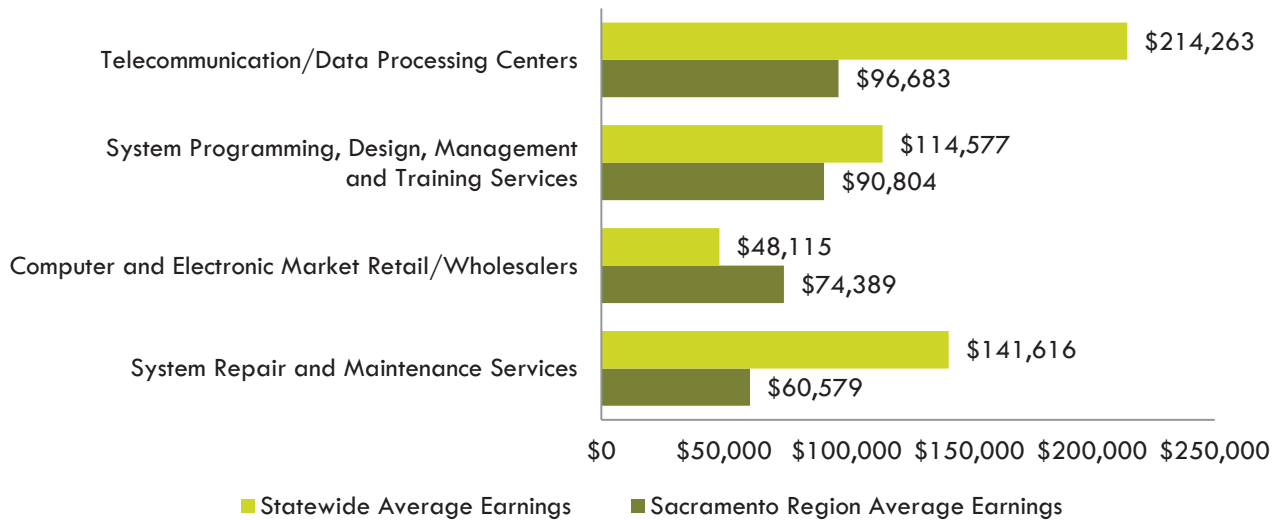 Telecommunication/Data Processing Centers
$214,263
$96,683
System Programming, Design, Management
and Training Services
$114,577
$90,804
Computer and Electronic Market Retail/Wholesalers
$48,115
$74,389
System Repair and Maintenance Services
$141,616
$60,579
$0 $50,000 $100,000 $150,000 $200,000 $250,000
Statewide Average Earnings Sacramento Region Average Earnings